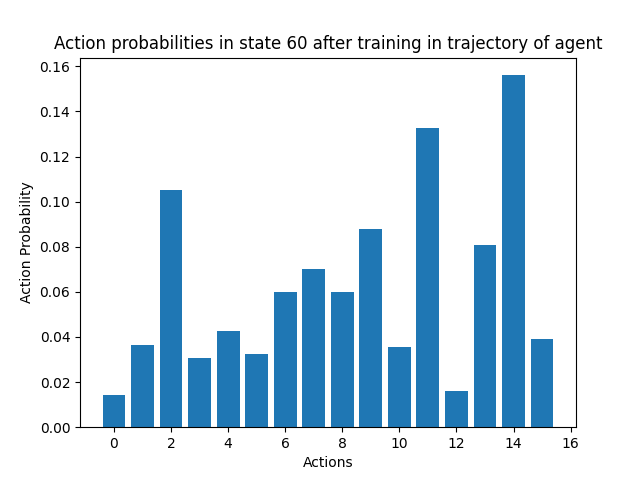 Action probabilities in state 60 after training in trajectory of agent
0.16
0.14
0.12
0.10
0.08
0.06
0.04
0.02
0.00
Action Probability
0 2 4 6 8 10 12 14 16
Actions